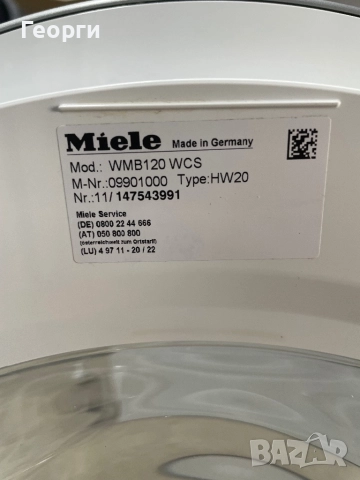 Георги
Miele Made in Germany
Mod.: WMB120 WCS
M-Nr.:09901000 Type:HW20
Nr.:11/ 147543991
Miele Service
(DE) 0800 22 44 666
(AT) 050 800 800
(österreichweit zum Ortstarif)
(LU) 4 97 11 - 20 / 22
bazar